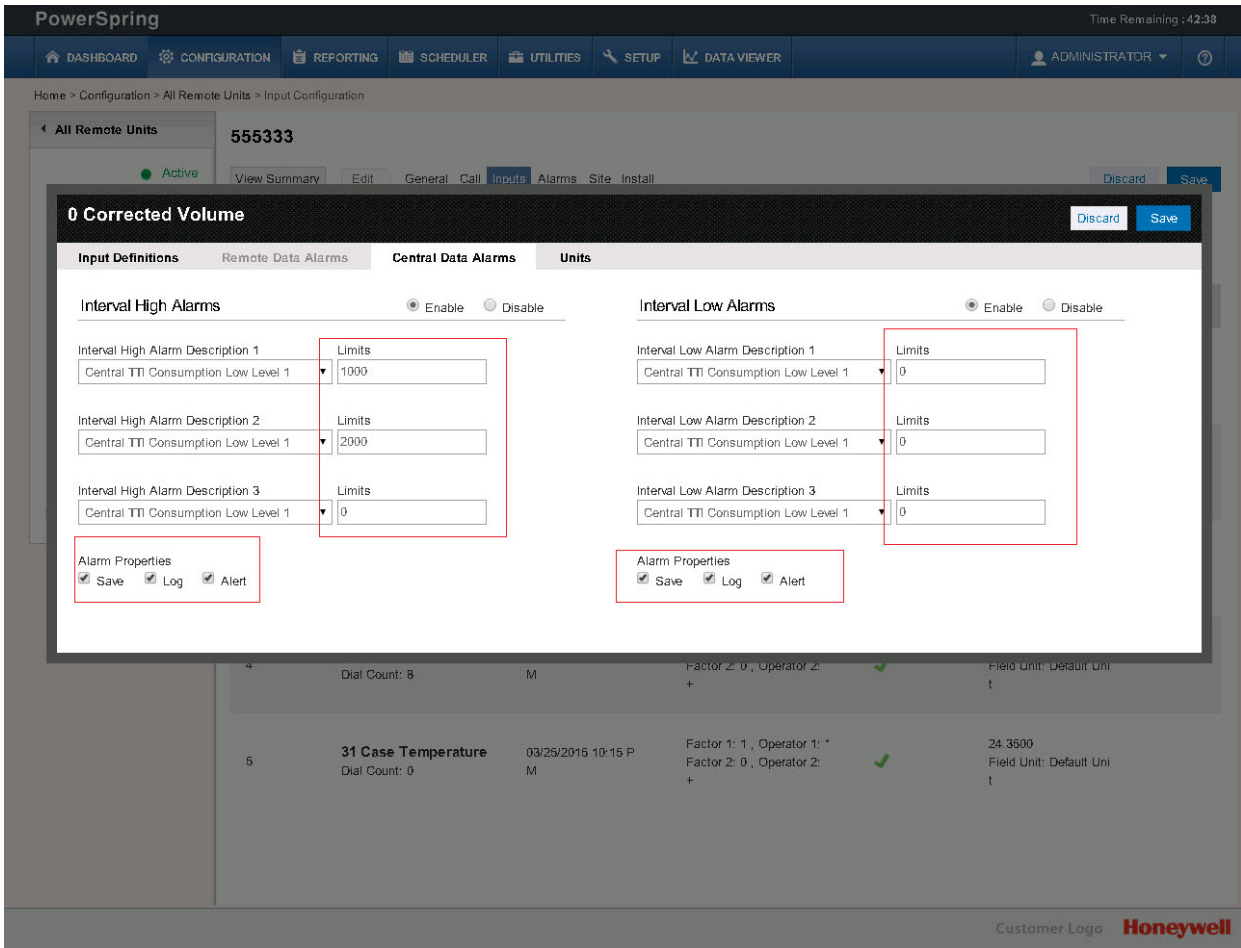 PowerSpring
Time Remaining : 42:38
DASHBOARD CONFIGURATION REPORTING SCHEDULER UTILITIES SETUP DATA VIEWER ADMINISTRATOR
Home > Configuration > All Remote Units > Input Configuration
All Remote Units
555333
Active
View Summary Edit General Call Inputs Alarms Site Install Discard Save
0 Corrected Volume
Discard Save
Input Definitions Remote Data Alarms Central Data Alarms Units
Interval High Alarms Enable Disable
Interval Low Alarms Enable Disable
Interval High Alarm Description 1 Limits
Central TTI Consumption Low Level 1 1000
Interval High Alarm Description 2 Limits
Central TTI Consumption Low Level 1 2000
Interval High Alarm Description 3 Limits
Central TTI Consumption Low Level 1 0
Alarm Properties
Save Log Alert
Interval Low Alarm Description 1 Limits
Central TTI Consumption Low Level 1 0
Interval Low Alarm Description 2 Limits
Central TTI Consumption Low Level 1 0
Interval Low Alarm Description 3 Limits
Central TTI Consumption Low Level 1 0
Alarm Properties
Save Log Alert
4 Dial Count: 8 M Factor 2: 0 , Operator 2: Field Unit: Default Uni
+ t
31 Case Temperature 03/25/2015 10:15 P Factor 1: 1 , Operator 1: * 24.3500
5 Dial Count: 0 M Factor 2: 0 , Operator 2: Field Unit: Default Uni
+ t
Customer Logo Honeywell